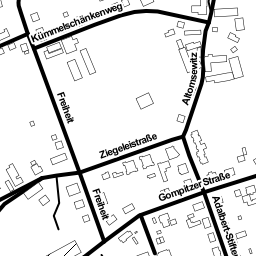 Kümmelschänkenweg
Altomsewitz
Freiheit
Ziegeleistraße
Gompitzer Straße
Freiheit
Adalbert-Stifter